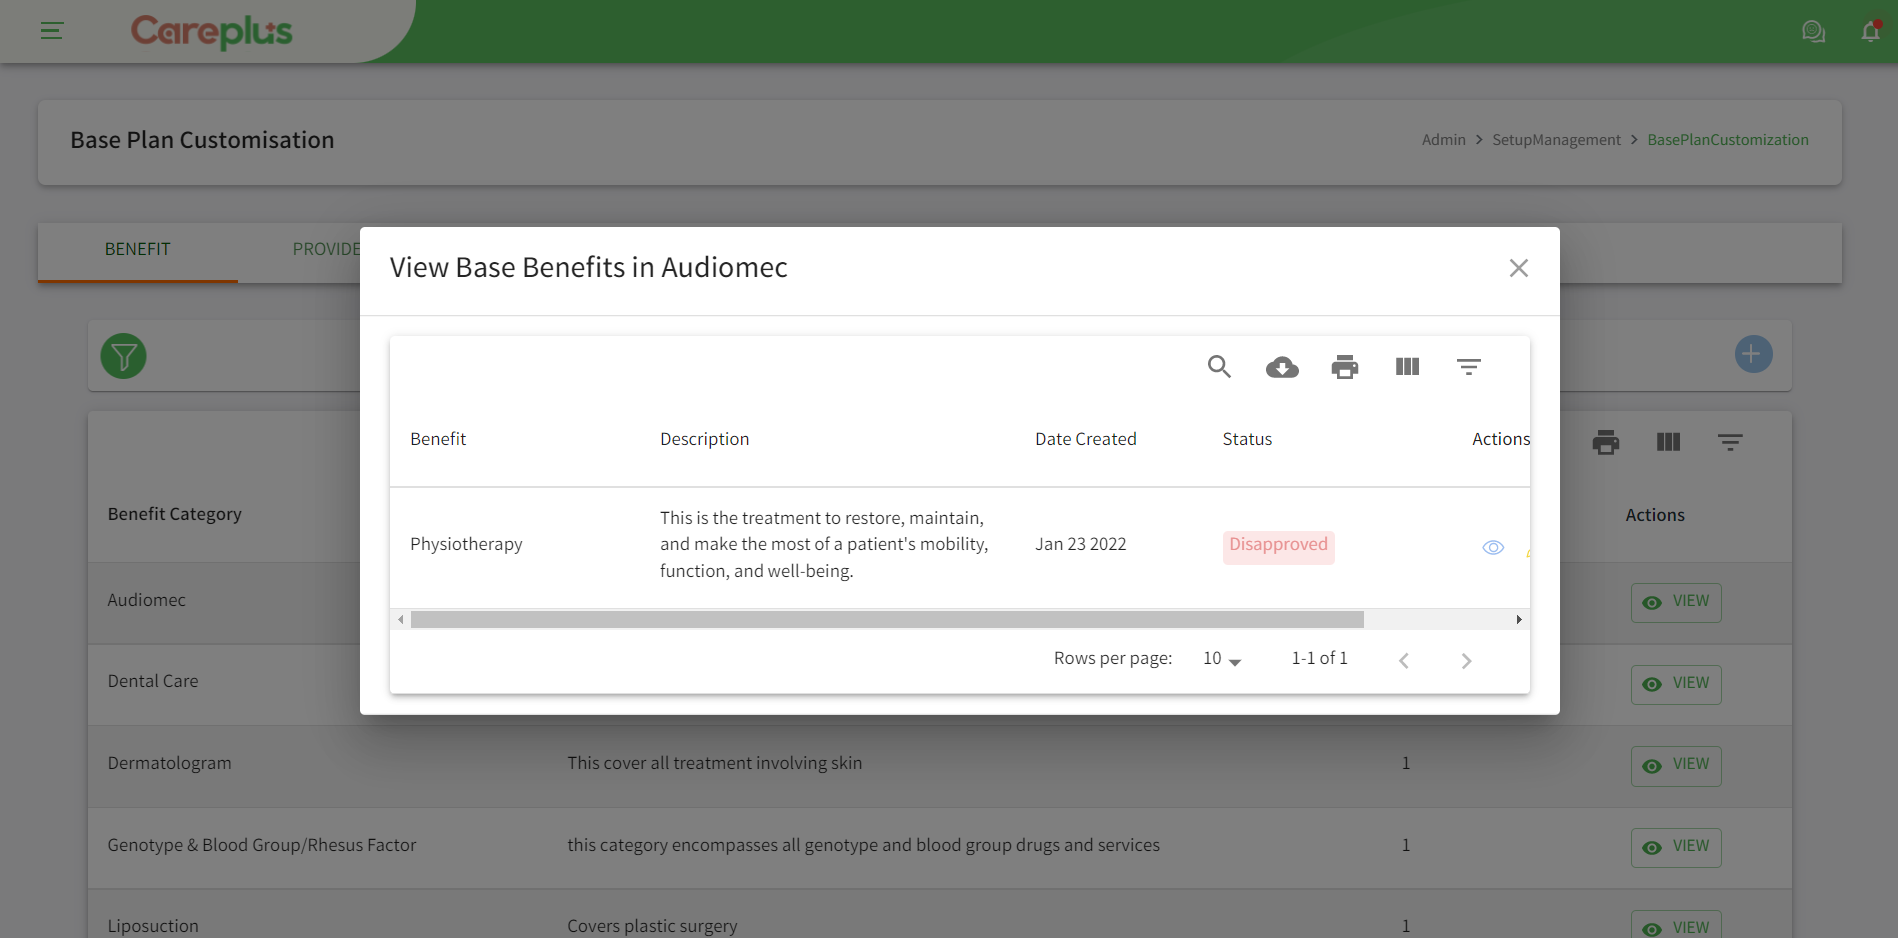 Careplus
Base Plan Customisation
Admin > SetupManagement > BasePlanCustomization
BENEFIT
View Base Benefits in Audiomec
Benefit Description Date Created Status Actions
Physiotherapy
This is the treatment to restore, maintain,
and make the most of a patient's mobility,
function, and well-being.
Jan 23 2022
Disapproved
Rows per page: 10 1-1 of 1
Benefit Category Actions
Audiomec VIEW
Dental Care VIEW
Dermatologram This cover all treatment involving skin 1 VIEW
Genotype & Blood Group/Rhesus Factor this category encompasses all genotype and blood group drugs and services 1 VIEW
Liposuction Covers plastic surgery 1 VIEW